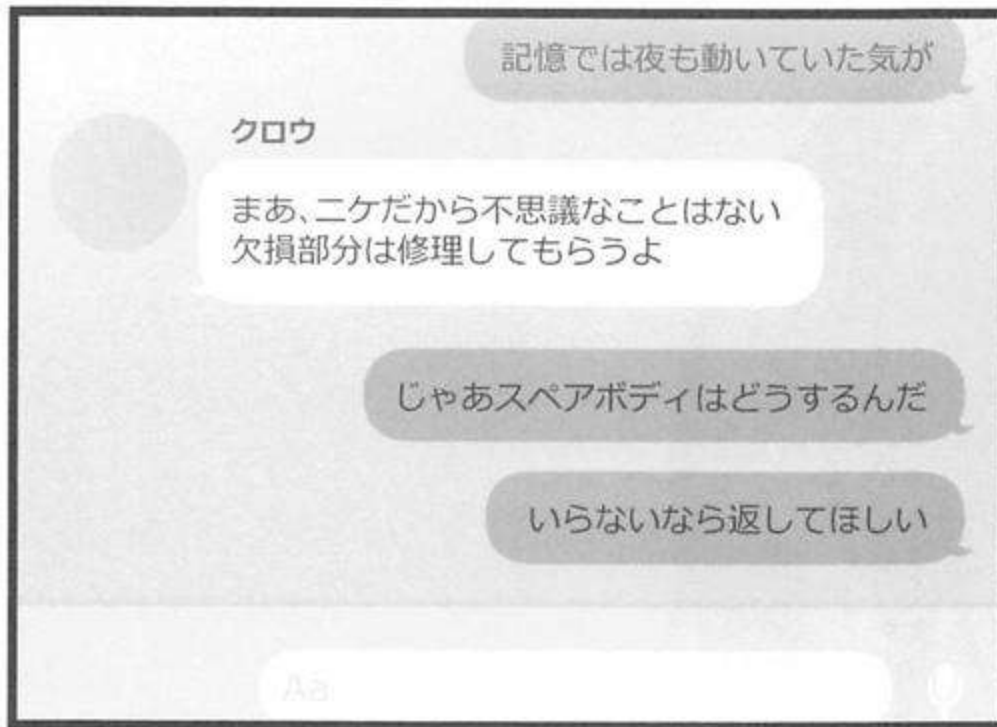 記憶では夜も動いていた気が
クロウ
まあ、ニケだから不思議なことはない
欠損部分は修理してもらうよ
じゃあスペアボディはどうするんだ
いらないなら返してほしい
Aa